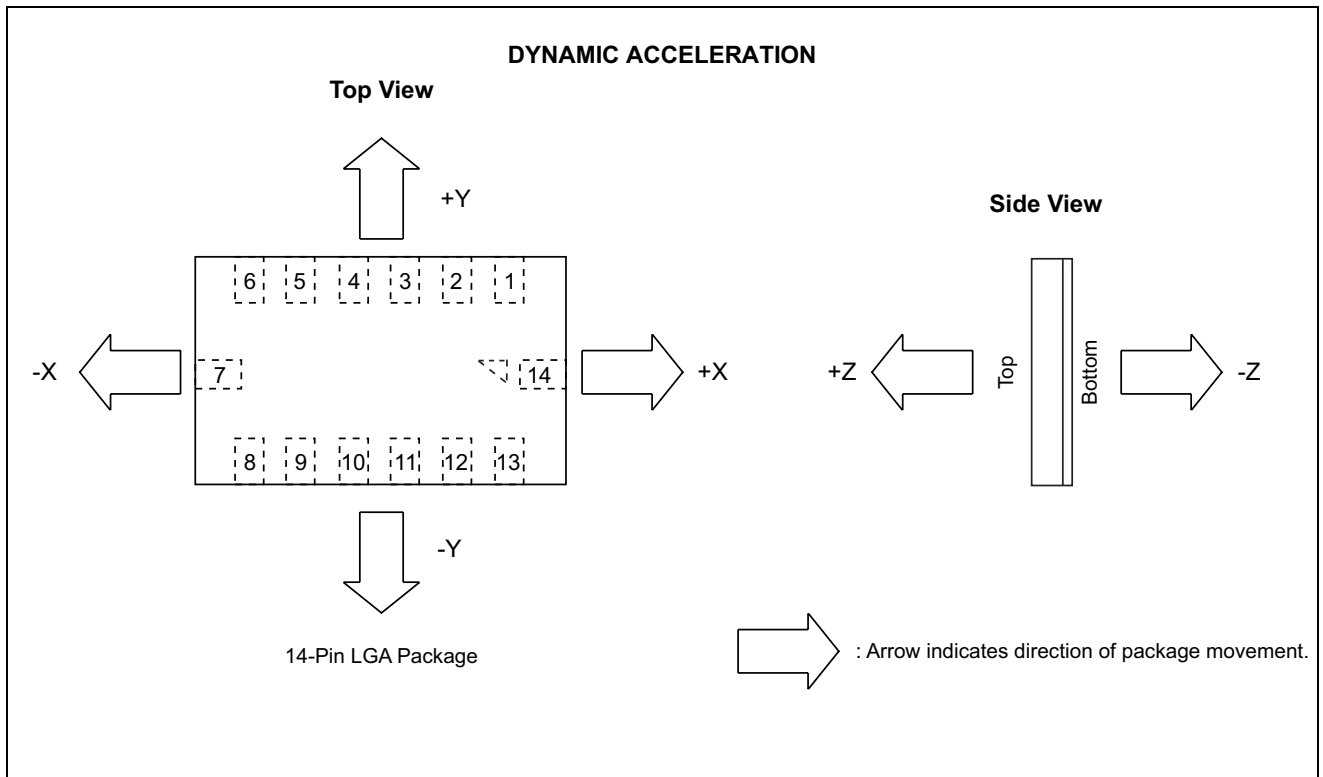 DYNAMIC ACCELERATION
Top View
+Y
Side View
6 5 4 3 2 1
-X
7
14
+X
+Z
Top
Bottom
-Z
8 9 10 11 12 13
-Y
14-Pin LGA Package
: Arrow indicates direction of package movement.